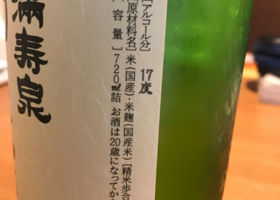 満寿泉
[アルコール分] 17度
[原材料名] 米(国産)・米麹(国産米) [精米歩合
[内容量] 720ml詰 お酒は20歳になってから